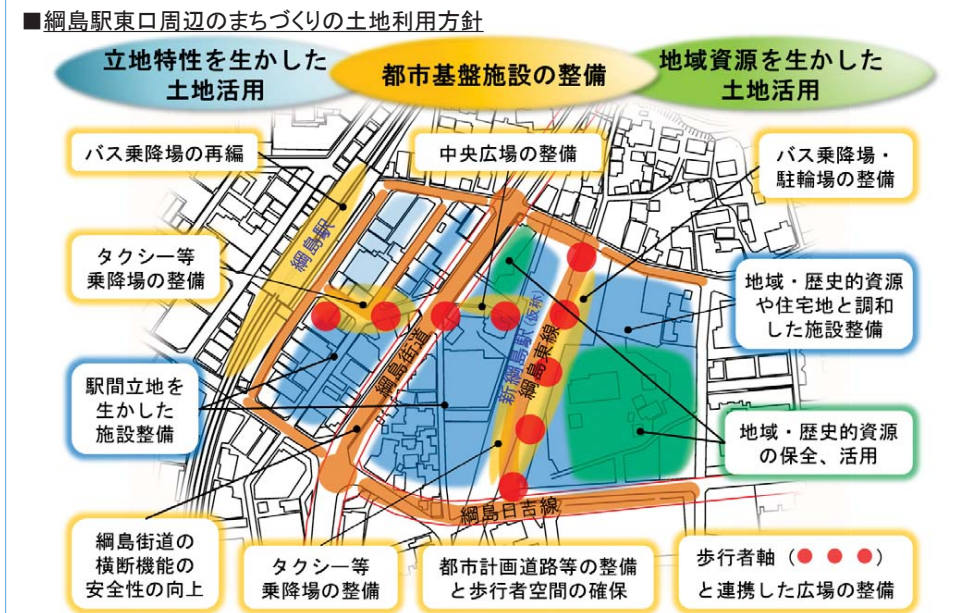 ■綱島駅東口周辺のまちづくりの土地利用方針
立地特性を生かした
土地活用
都市基盤施設の整備
地域資源を生かした
土地活用
バス乗降場の再編
中央広場の整備
バス乗降場・
駐輪場の整備
タクシー等
乗降場の整備
綱島駅
地域・歴史的資源
や住宅地と調和
した施設整備
駅間立地を
生かした
施設整備
綱島街道
新綱島駅(仮称)
綱島東線
地域・歴史的資源
の保全、活用
綱島日吉線
綱島街道の
横断機能の
安全性の向上
タクシー等
乗降場の整備
都市計画道路等の整備
と歩行者空間の確保
歩行者軸（● ● ●）
と連携した広場の整備